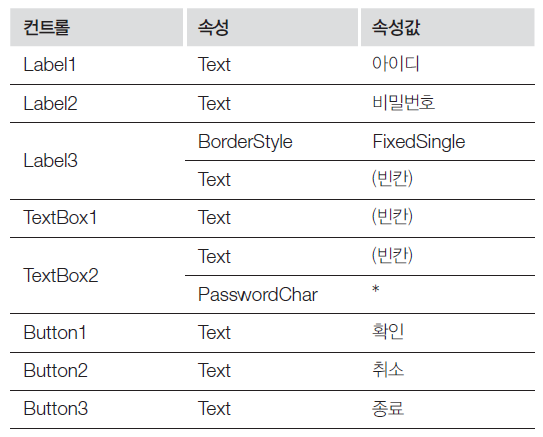 컨트롤 속성 속성값
Label1 Text 아이디
Label2 Text 비밀번호
Label3 BorderStyle FixedSingle
Text (빈칸)
TextBox1 Text (빈칸)
TextBox2 Text (빈칸)
PasswordChar *
Button1 Text 확인
Button2 Text 취소
Button3 Text 종료